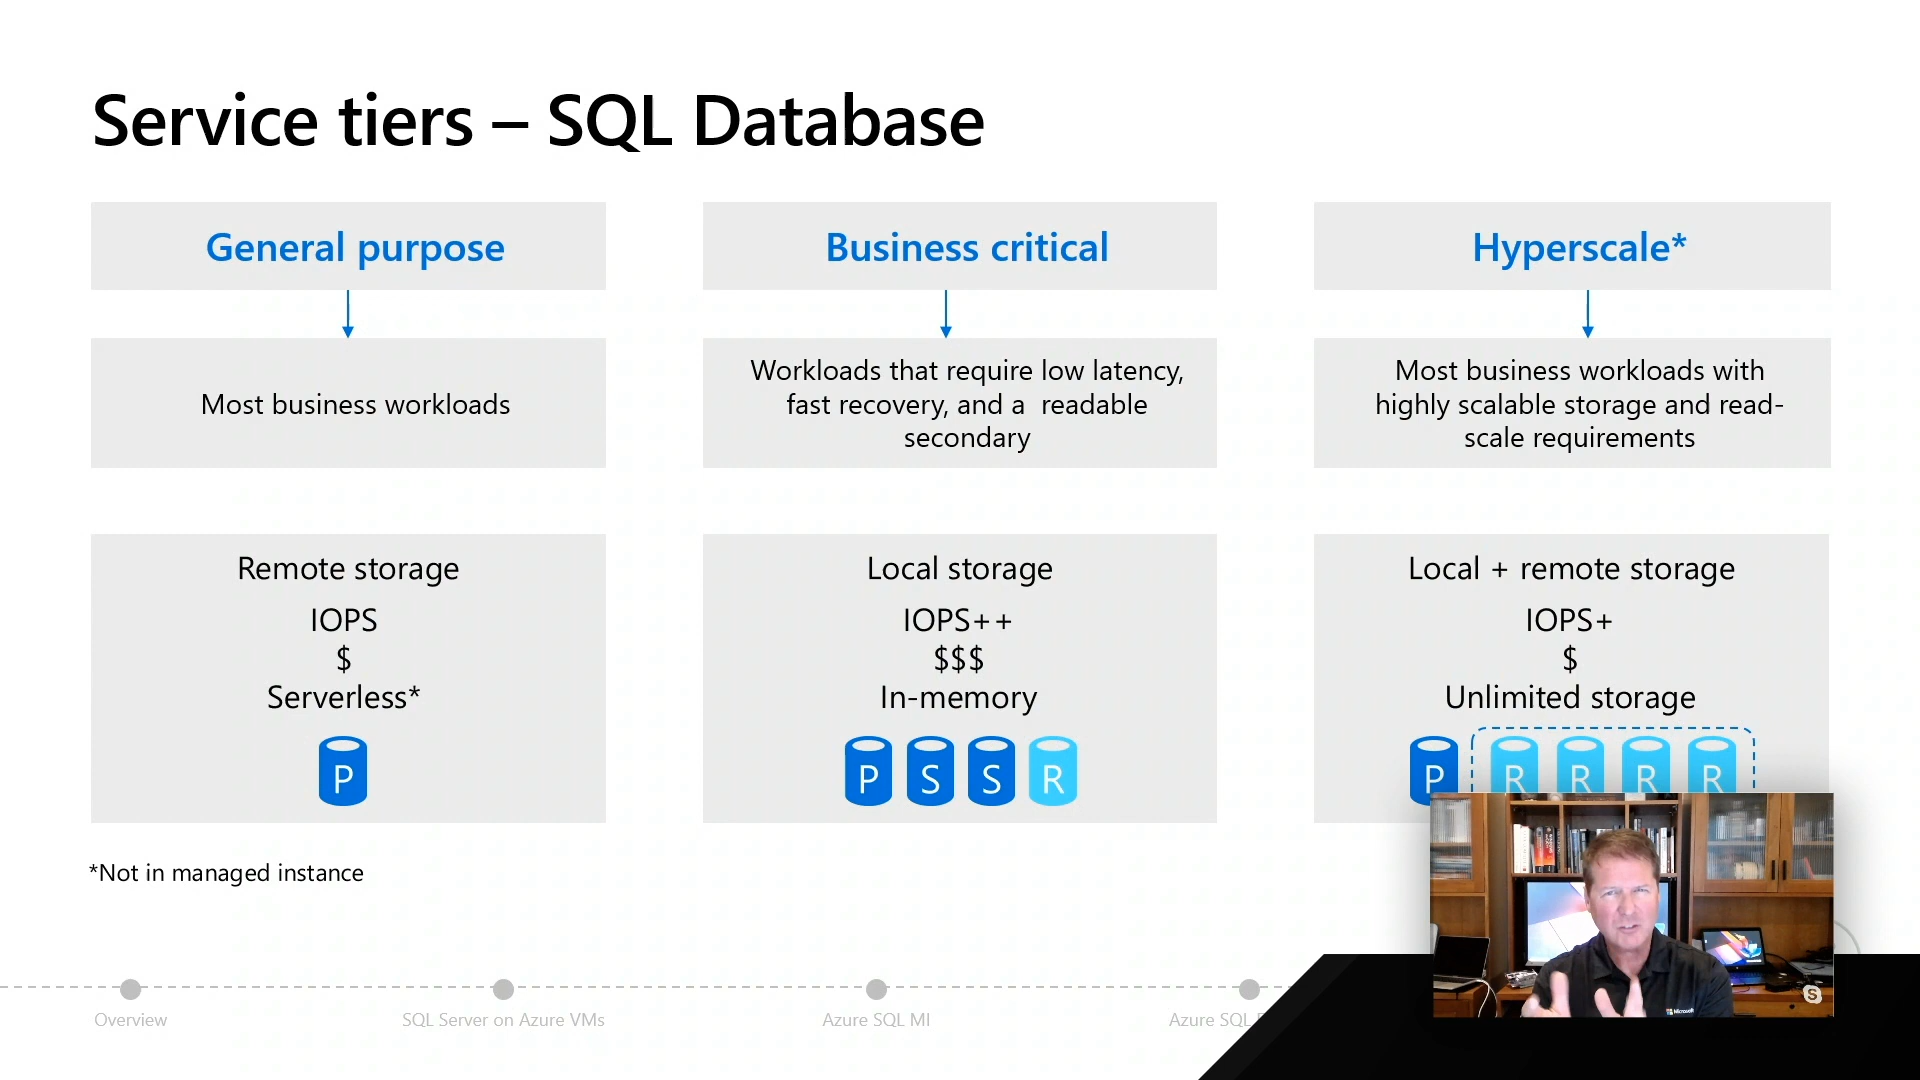 Service tiers – SQL Database
General purpose
Most business workloads
Remote storage
IOPS
$
Serverless*
P
Business critical
Workloads that require low latency,
fast recovery, and a  readable
secondary
Local storage
IOPS++
$$$
In-memory
P S S R
Hyperscale*
Most business workloads with
highly scalable storage and read-
scale requirements
Local + remote storage
IOPS+
$
Unlimited storage
P R R R R
*Not in managed instance
Microsoft
S
Overview
SQL Server on Azure VMs
Azure SQL MI
Azure SQL